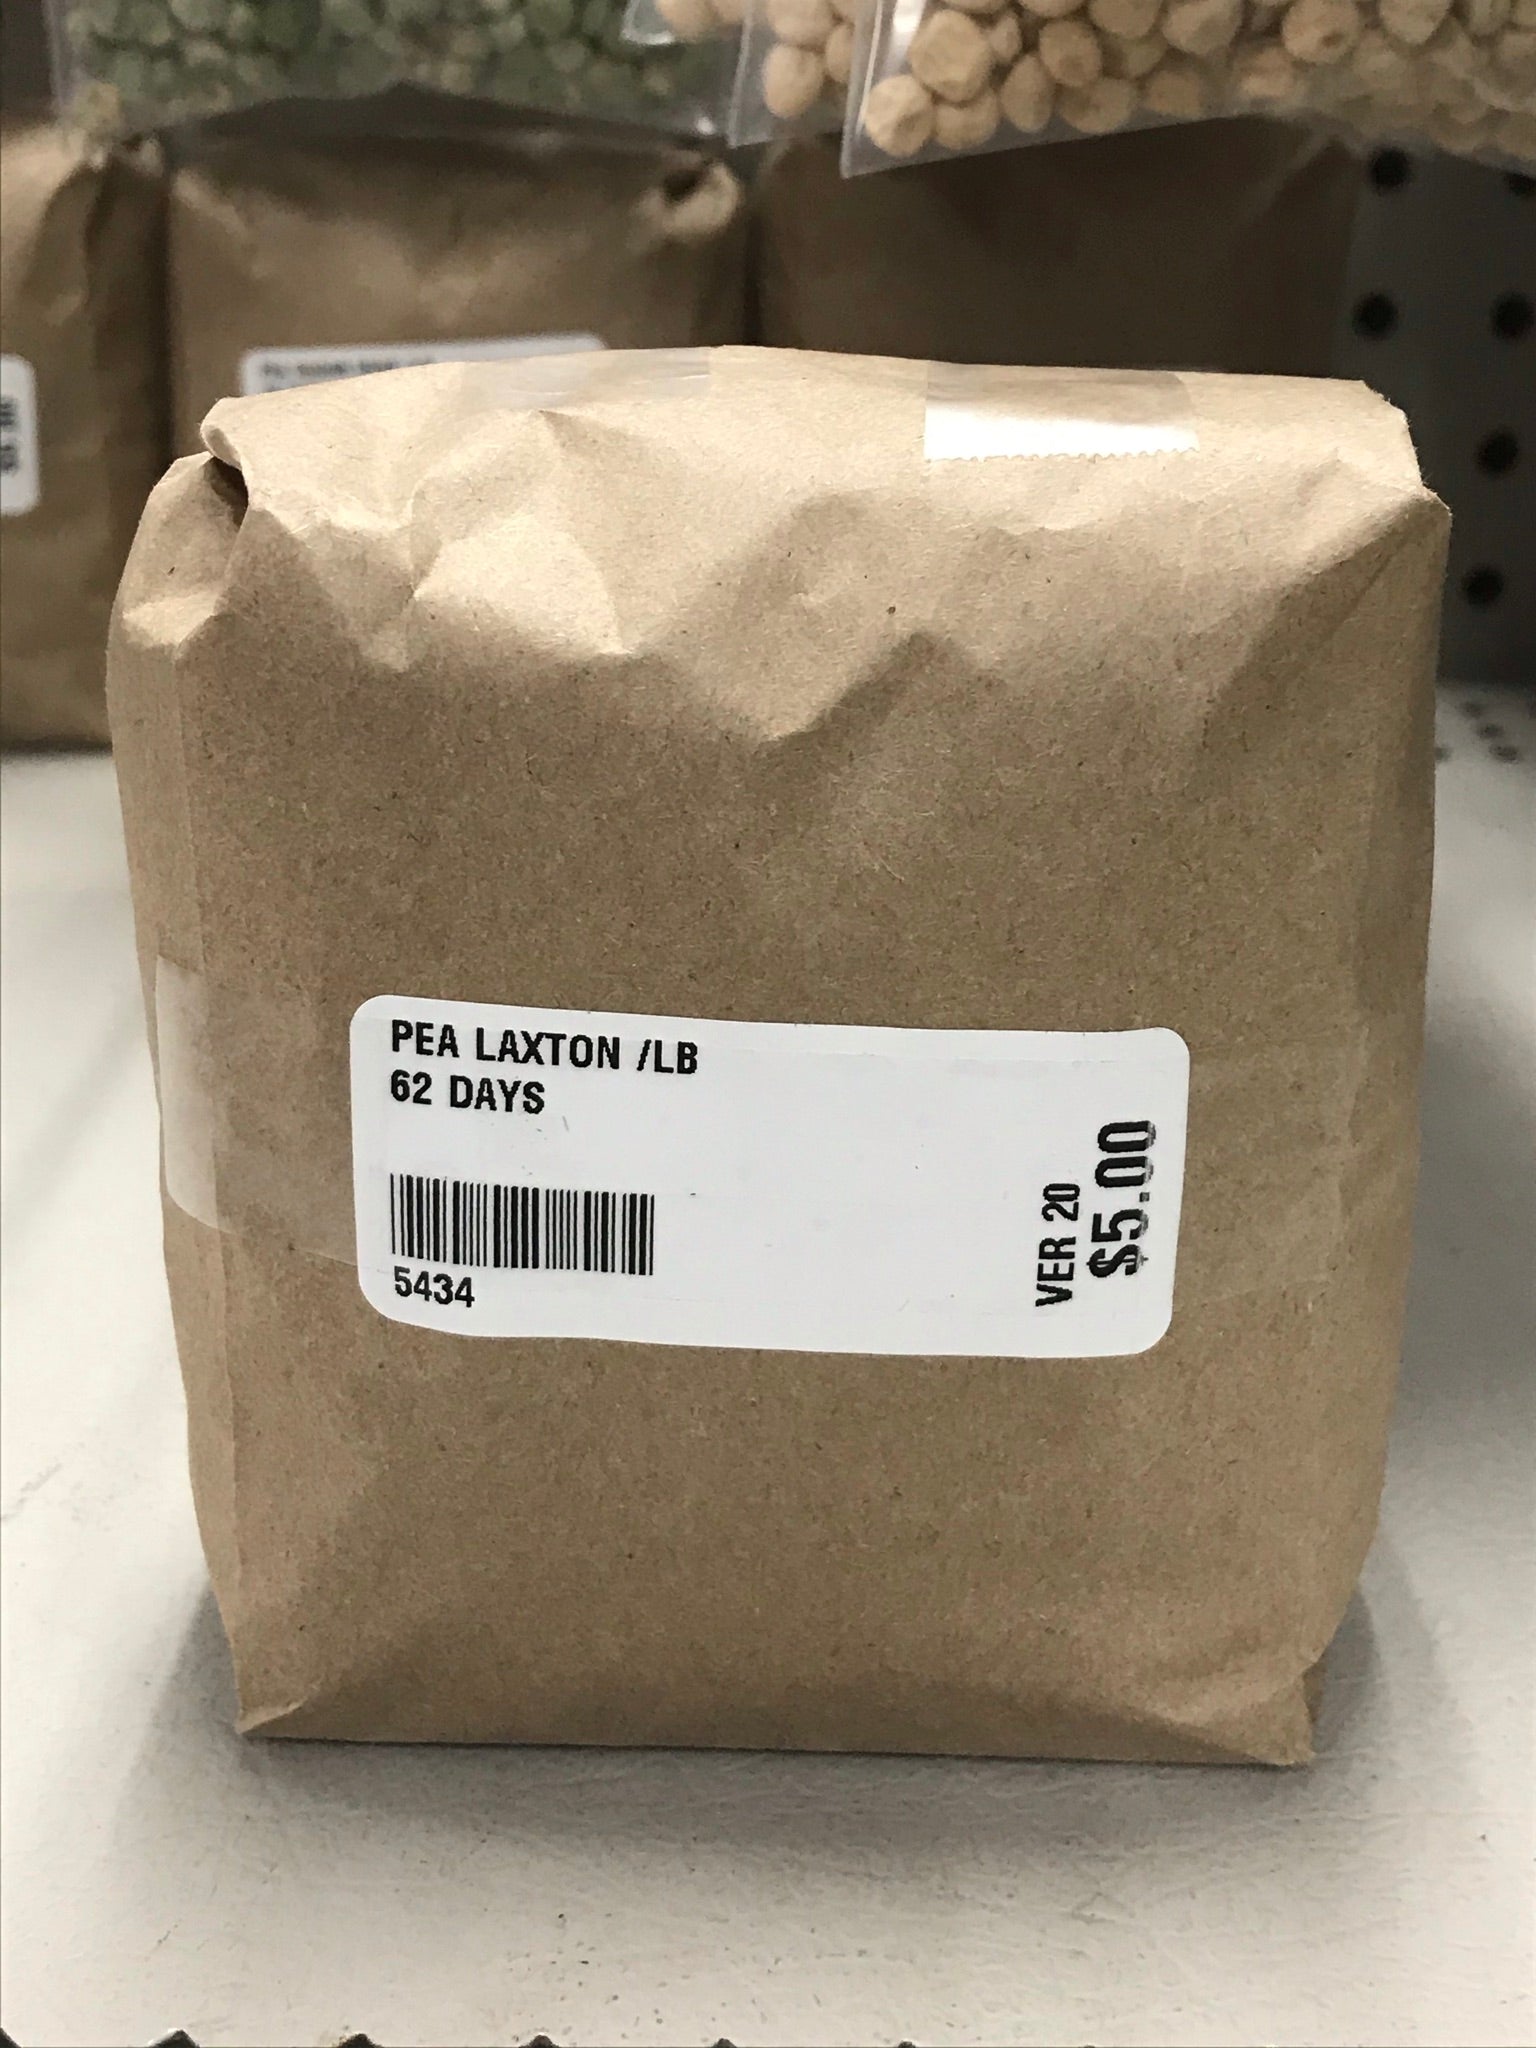 PEA LAXTON /LB
62 DAYS
5434
VER 20
$5.00